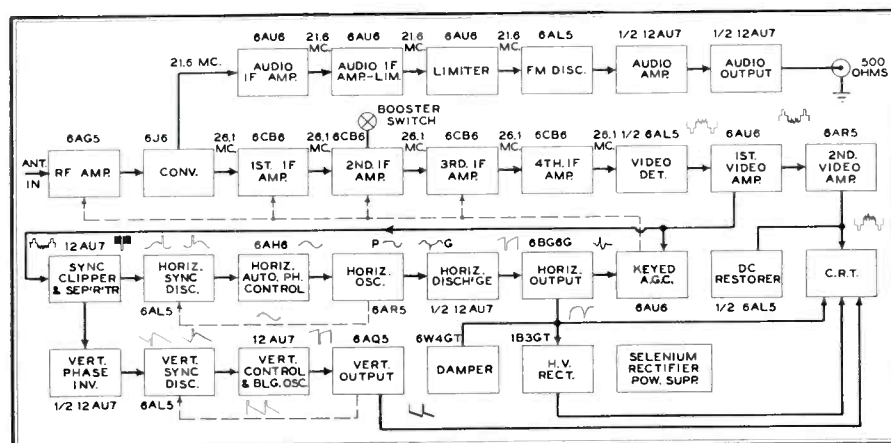 6AU6 21.6 MC. 6AU6 21.6 MC. 6AU6 21.6 MC. 6AL5 1/2 12AU7 1/2 12AU7
21.6 MC.
AUDIO IF AMP.
AUDIO IF AMP.-LIM.
LIMITER
FM DISC.
AUDIO AMP.
AUDIO OUTPUT
500 OHMS
BOOSTER SWITCH
6AG5 6J6 26.1 MC. 6CB6 26.1 MC. 6CB6 26.1 MC. 6CB6 26.1 MC. 6CB6 26.1 MC. 1/2 6AL5 6AU6 6AR5
ANT. IN
RF AMP.
CONV.
1ST. IF AMP.
2ND. IF AMP.
3RD. IF AMP.
4TH. IF AMP.
VIDEO DET.
1ST. VIDEO AMP.
2ND. VIDEO AMP.
12AU7 6AH6 P G 6BG6G
SYNC CLIPPER & SEP'R'TR
HORIZ. SYNC DISC.
HORIZ. AUTO. PH. CONTROL
HORIZ. OSC.
HORIZ. DISCH'GE
HORIZ. OUTPUT
KEYED A.G.C.
DC RESTORER
C.R.T.
6AL5 6AR5 1/2 12AU7 6AU6 1/2 6AL5
12AU7 6AQ5 6W4GT 1B3GT
VERT. PHASE INV.
VERT. SYNC DISC.
VERT. CONTROL & BLG. OSC.
VERT. OUTPUT
DAMPER
H.V. RECT.
SELENIUM RECTIFIER POW. SUPP.
1/2 12AU7 6AL5